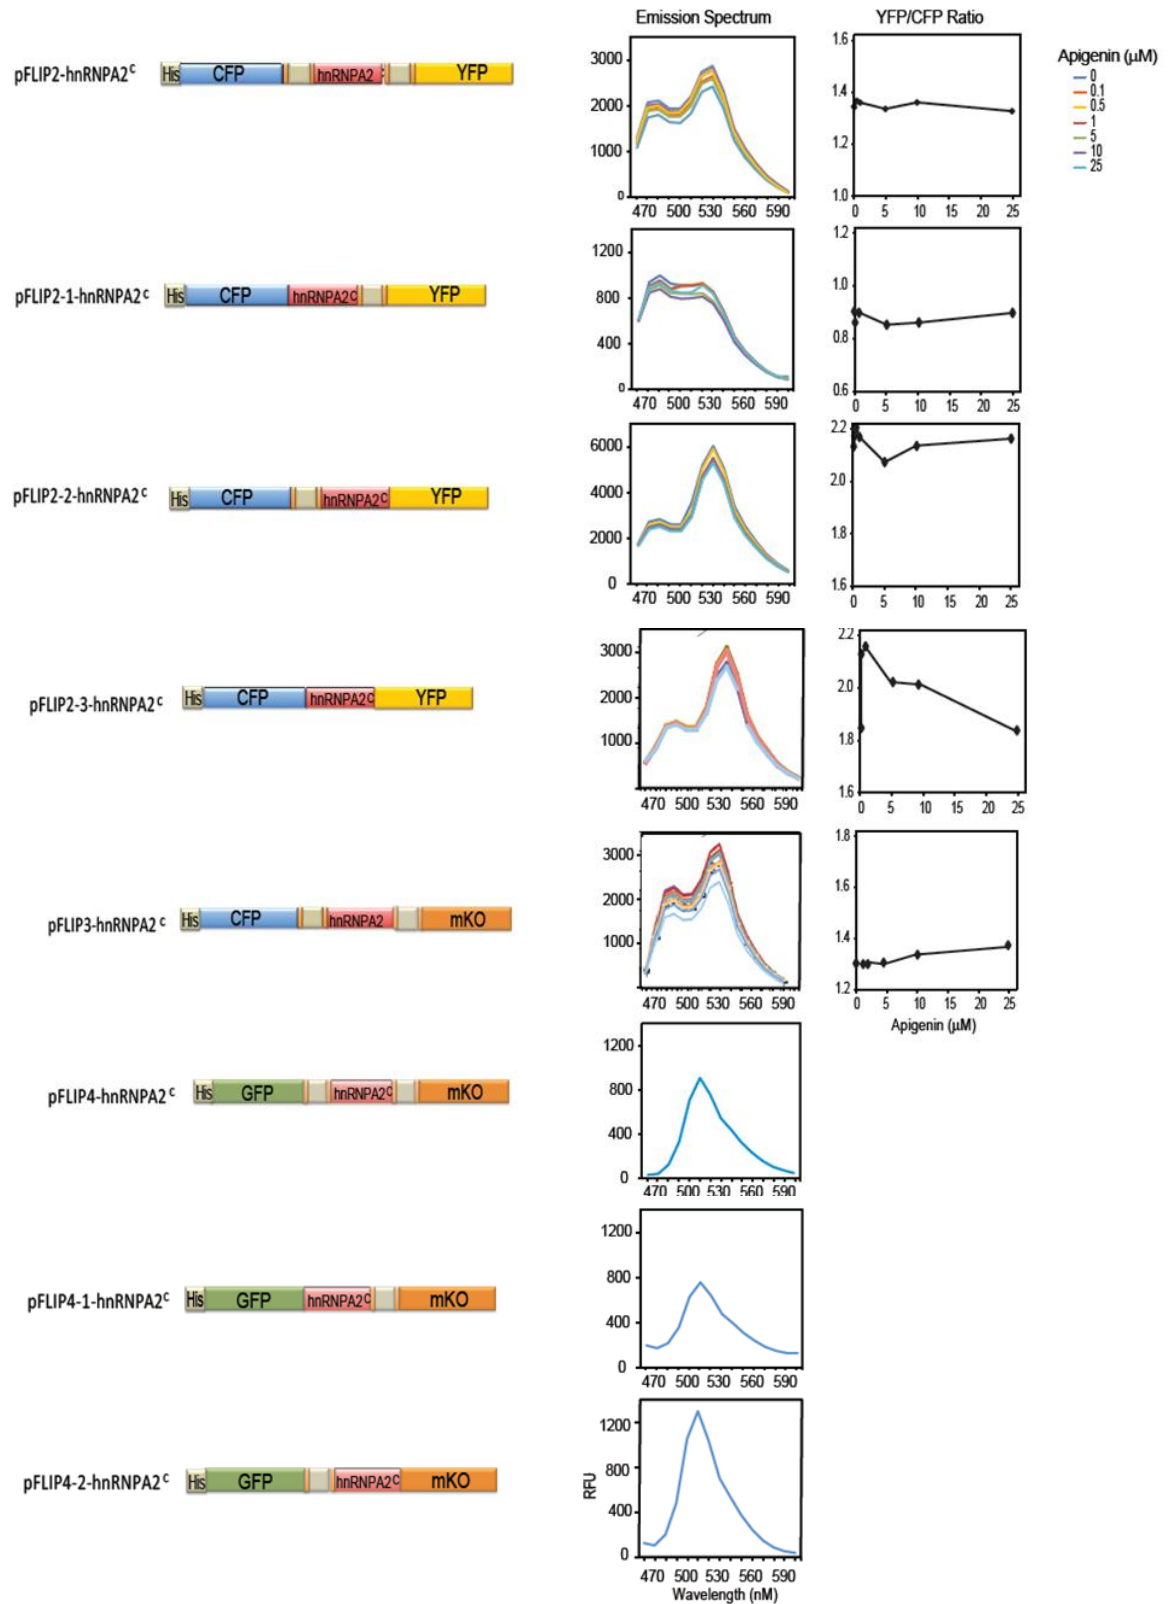 Emission Spectrum YFP/CFP Ratio
Apigenin (µM)
0
0.1
0.5
1
5
10
25
pFLIP2-hnRNPA2ᶜ His CFP hnRNPA2 YFP
3000
2000
1000
0
470 500 530 560 590
1.6
1.4
1.2
1.0
0 5 10 15 20 25
pFLIP2-1-hnRNPA2ᶜ His CFP hnRNPA2C YFP
1200
800
400
0
470 500 530 560 590
1.2
1.0
0.8
0.6
0 5 10 15 20 25
pFLIP2-2-hnRNPA2ᶜ His CFP hnRNPA2C YFP
6000
4000
2000
0
470 500 530 560 590
2.2
2.0
1.8
1.6
0 5 10 15 20 25
pFLIP2-3-hnRNPA2ᶜ His CFP hnRNPA2C YFP
3000
2000
1000
470 500 530 560 590
2.2
2.0
1.8
1.6
0 5 10 15 20 25
pFLIP3-hnRNPA2ᶜ His CFP hnRNPA2 mKO
3000
2000
1000
470 500 530 560 590
1.8
1.6
1.4
1.2
0 5 10 15 20 25
Apigenin (µM)
pFLIP4-hnRNPA2ᶜ His GFP hnRNPA2C mKO
1200
800
400
0
470 500 530 560 590
pFLIP4-1-hnRNPA2ᶜ His GFP hnRNPA2C mKO
1200
800
400
0
470 500 530 560 590
pFLIP4-2-hnRNPA2ᶜ His GFP hnRNPA2C mKO
RFU
1200
800
400
0
470 500 530 560 590
Wavelength (nM)